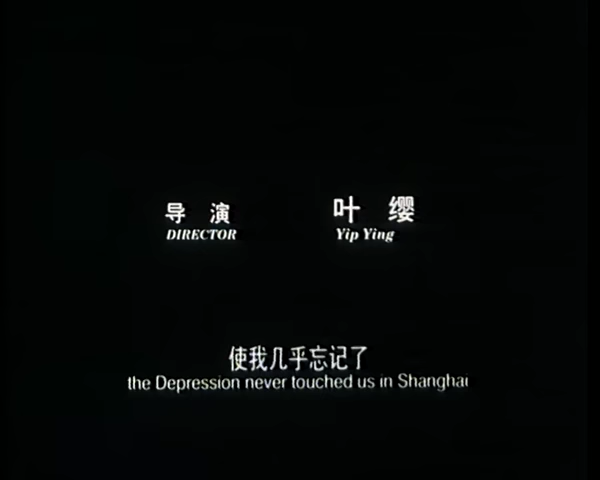 导 演 叶 缨
DIRECTOR Yip Ying
使我几乎忘记了
the Depression never touched us in Shanghai